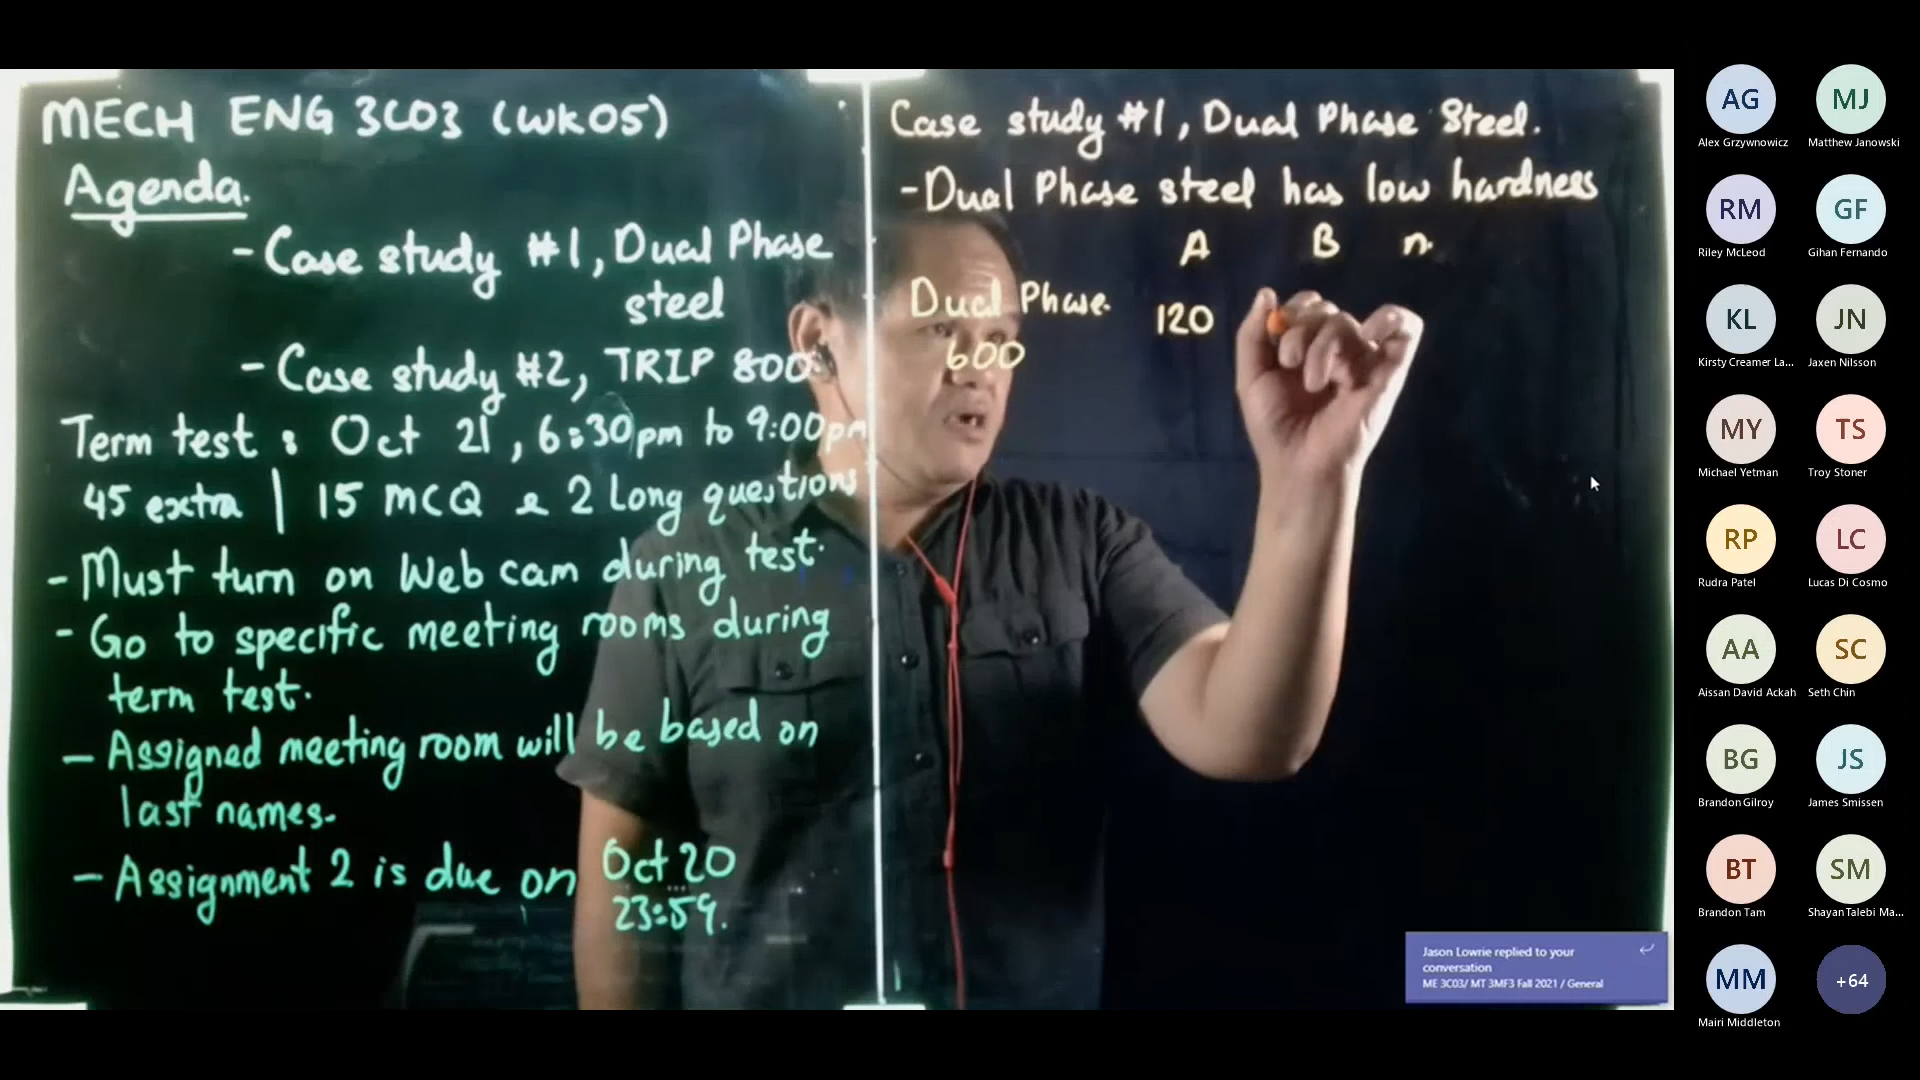 MECH ENG 3C03 (WK05)
Agenda.
- Case study #1, Dual Phase
steel
- Case study #2, TRIP 800.
Term test : Oct 21, 6:30pm to 9:00pm
45 extra | 15 MCQ & 2 Long questions
- Must turn on Web cam during test.
- Go to specific meeting rooms during
term test.
- Assigned meeting room will be based on
last names.
- Assignment 2 is due on Oct 20
23:59.
Case study #1, Dual Phase Steel.
- Dual Phase steel has low hardness
A B n
Dual Phase. 120
600
Jason Lowrie replied to your
conversation
ME 3C03/ MT 3MF3 Fall 2021 / General
AG MJ
Alex Grzywnowicz Matthew Janowski
RM GF
Riley McLeod Gihan Fernando
KL JN
Kirsty Creamer La... Jaxen Nilsson
MY TS
Michael Yetman Troy Stoner
RP LC
Rudra Patel Lucas Di Cosmo
AA SC
Aissan David Ackah Seth Chin
BG JS
Brandon Gilroy James Smissen
BT SM
Brandon Tam Shayan Talebi Ma...
MM +64
Mairi Middleton